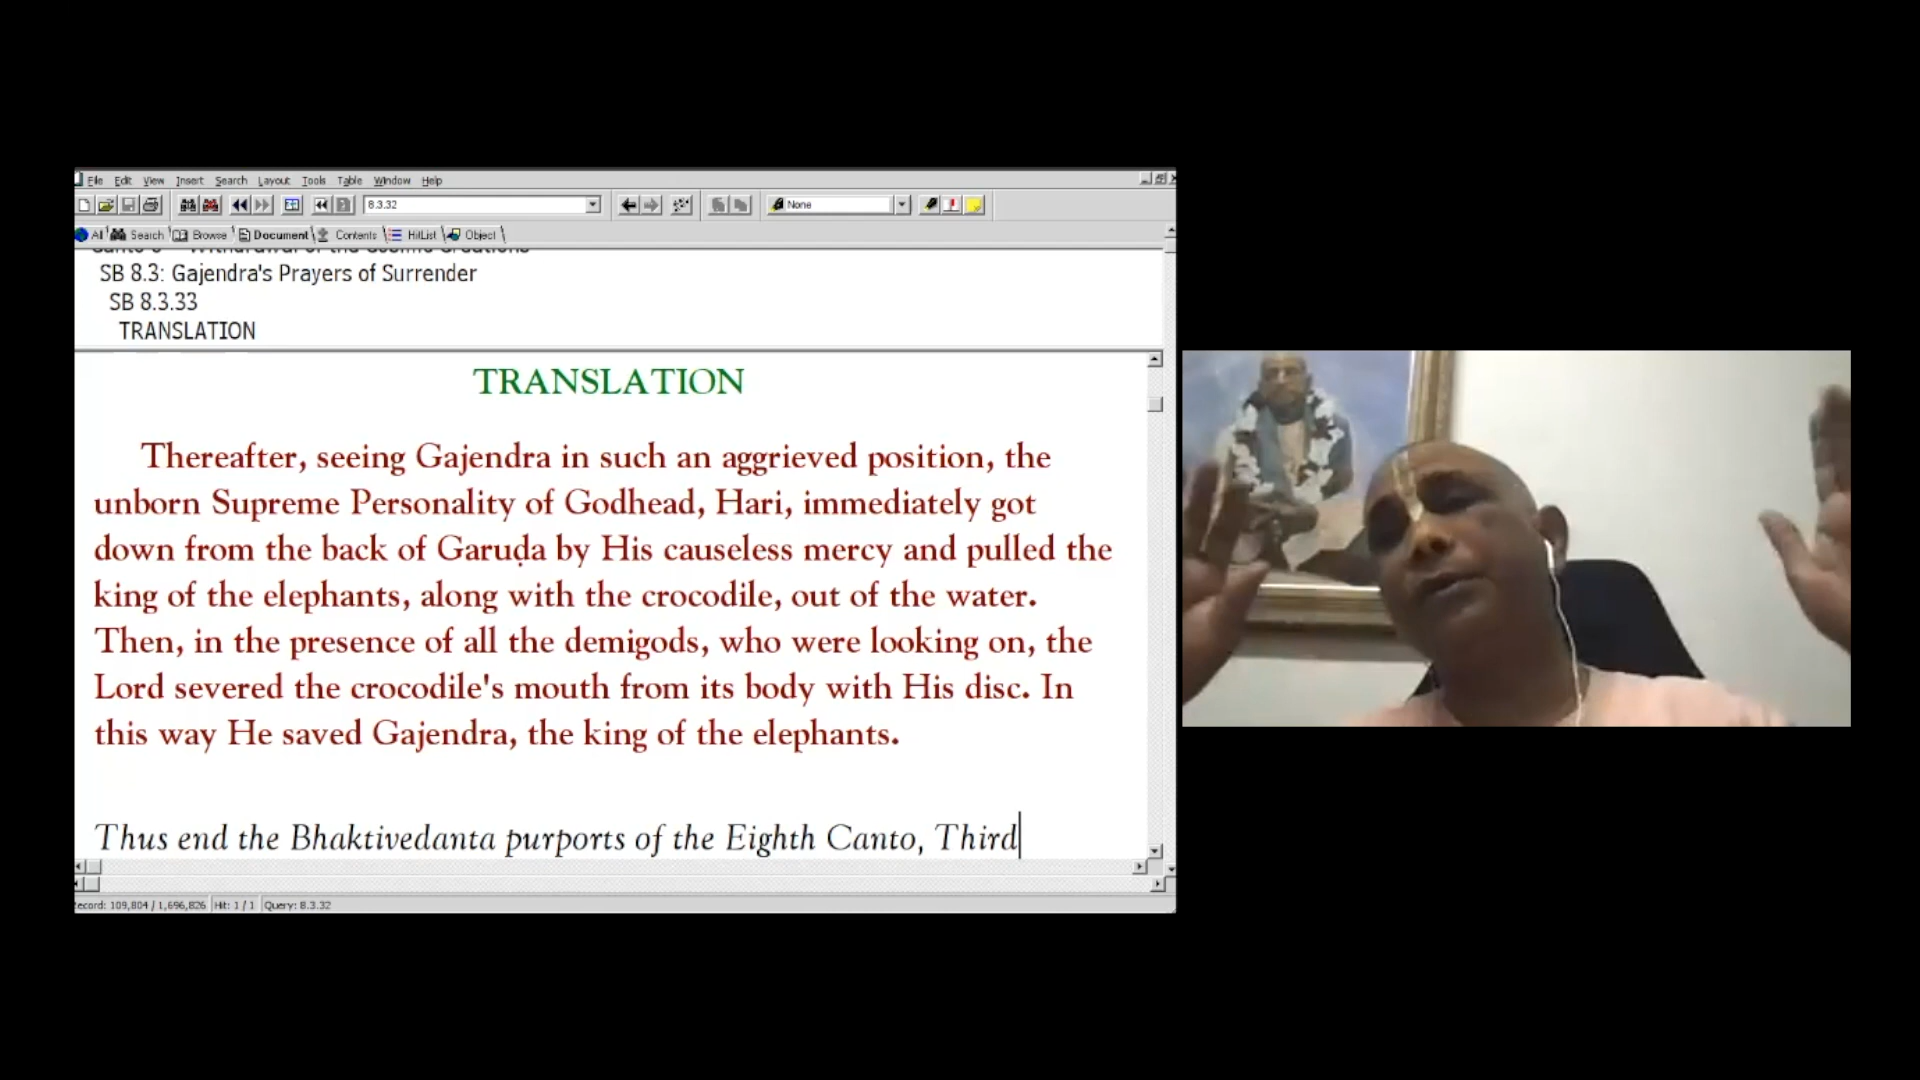 File Edit View Insert Search Layout Tools Table Window Help
8.3.32
None
All Search Browse Document Contents HitList Object
Canto 8 - Withdrawal of the Cosmic Creations
SB 8.3: Gajendra's Prayers of Surrender
SB 8.3.33
TRANSLATION
TRANSLATION
Thereafter, seeing Gajendra in such an aggrieved position, the
unborn Supreme Personality of Godhead, Hari, immediately got
down from the back of Garuḍa by His causeless mercy and pulled the
king of the elephants, along with the crocodile, out of the water.
Then, in the presence of all the demigods, who were looking on, the
Lord severed the crocodile's mouth from its body with His disc. In
this way He saved Gajendra, the king of the elephants.
Thus end the Bhaktivedanta purports of the Eighth Canto, Third
ecord: 109,804 / 1,696,826 Hit: 1 / 1 Query: 8.3.32